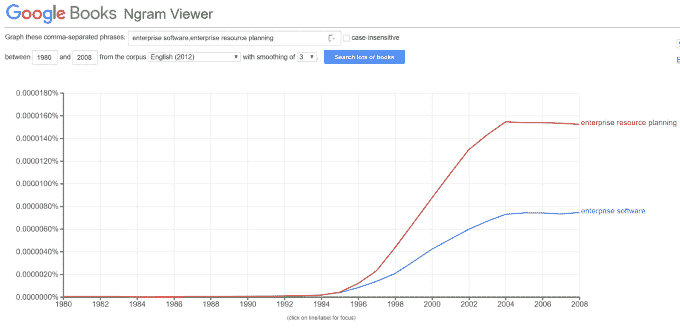 Google Books Ngram Viewer
Graph these comma-separated phrases: enterprise software,enterprise resource planning case-insensitive
between 1980 and 2008 from the corpus English (2012) with smoothing of 3 Search lots of books
0.0000180%
0.0000160%
0.0000140%
0.0000120%
0.0000100%
0.0000080%
0.0000060%
0.0000040%
0.0000020%
0.0000000%
enterprise resource planning
enterprise software
1980 1982 1984 1986 1988 1990 1992 1994 1996 1998 2000 2002 2004 2006 2008
(click on line/label for focus)